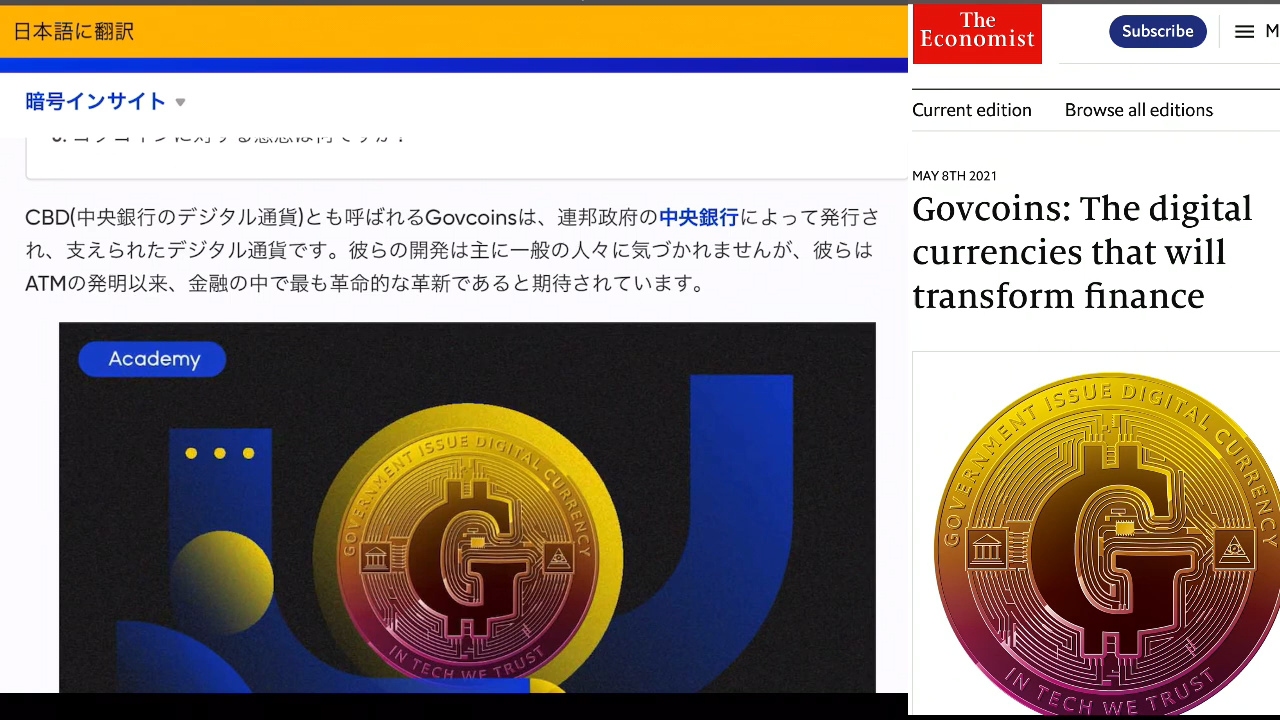 日本語に翻訳
暗号インサイト
CBD(中央銀行のデジタル通貨)とも呼ばれるGovcoinsは、連邦政府の中央銀行によって発行さ
れ、支えられたデジタル通貨です。彼らの開発は主に一般の人々に気づかれませんが、彼らは
ATMの発明以来、金融の中で最も革命的な革新であると期待されています。
Academy
GOVERNMENT ISSUE DIGITAL CURRENCY
G
IN TECH WE TRUST
The
Economist
Subscribe
M
Current edition
Browse all editions
MAY 8TH 2021
Govcoins: The digital
currencies that will
transform finance
GOVERNMENT ISSUE DIGITAL CURRENCY
G
IN TECH WE TRUST